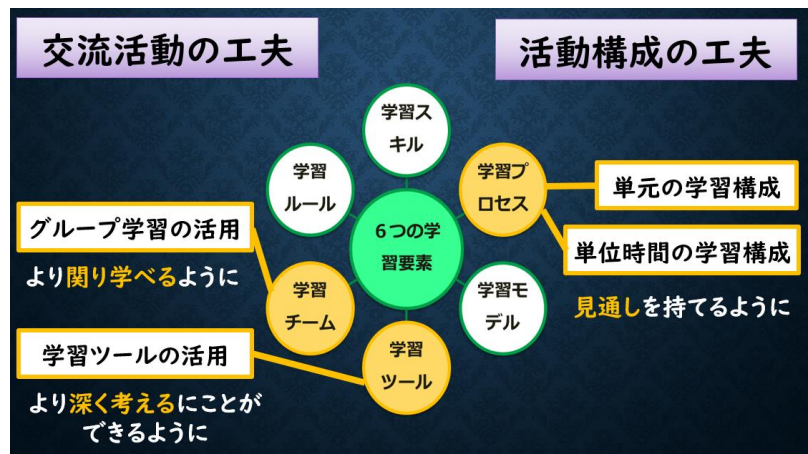 交流活動の工夫
活動構成の工夫
学習ス
キル
学習
ルール
学習プ
ロセス
6つの学
習要素
学習
チーム
学習モ
デル
学習
ツール
グループ学習の活用
より関り学べるように
学習ツールの活用
より深く考えるにことが
できるように
単元の学習構成
単位時間の学習構成
見通しを持てるように